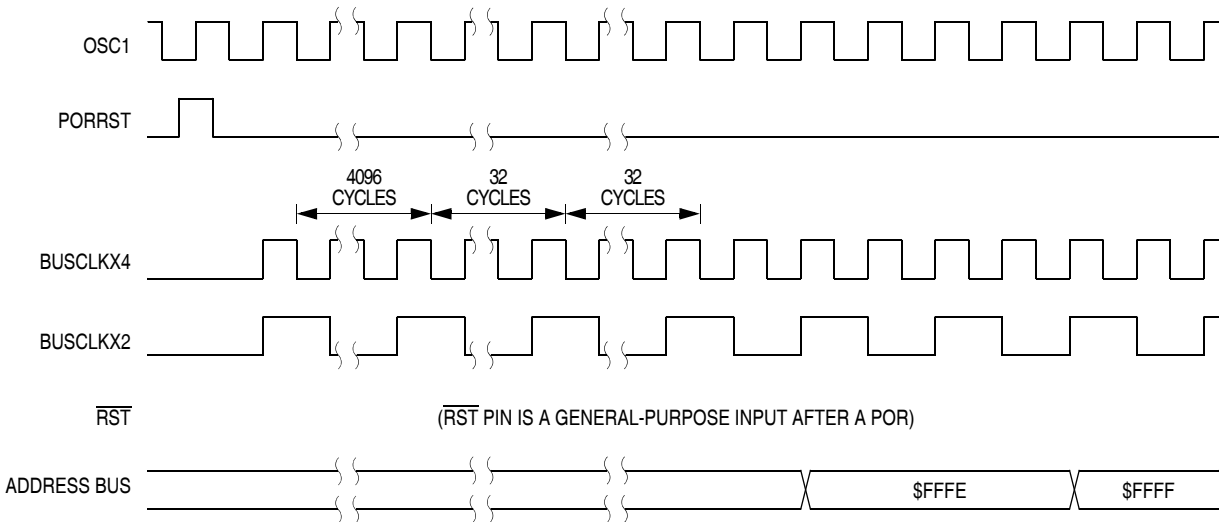 OSC1
PORRST
4096
CYCLES
32
CYCLES
32
CYCLES
BUSCLKX4
BUSCLKX2
RST
(RST PIN IS A GENERAL-PURPOSE INPUT AFTER A POR)
ADDRESS BUS
$FFFE
$FFFF